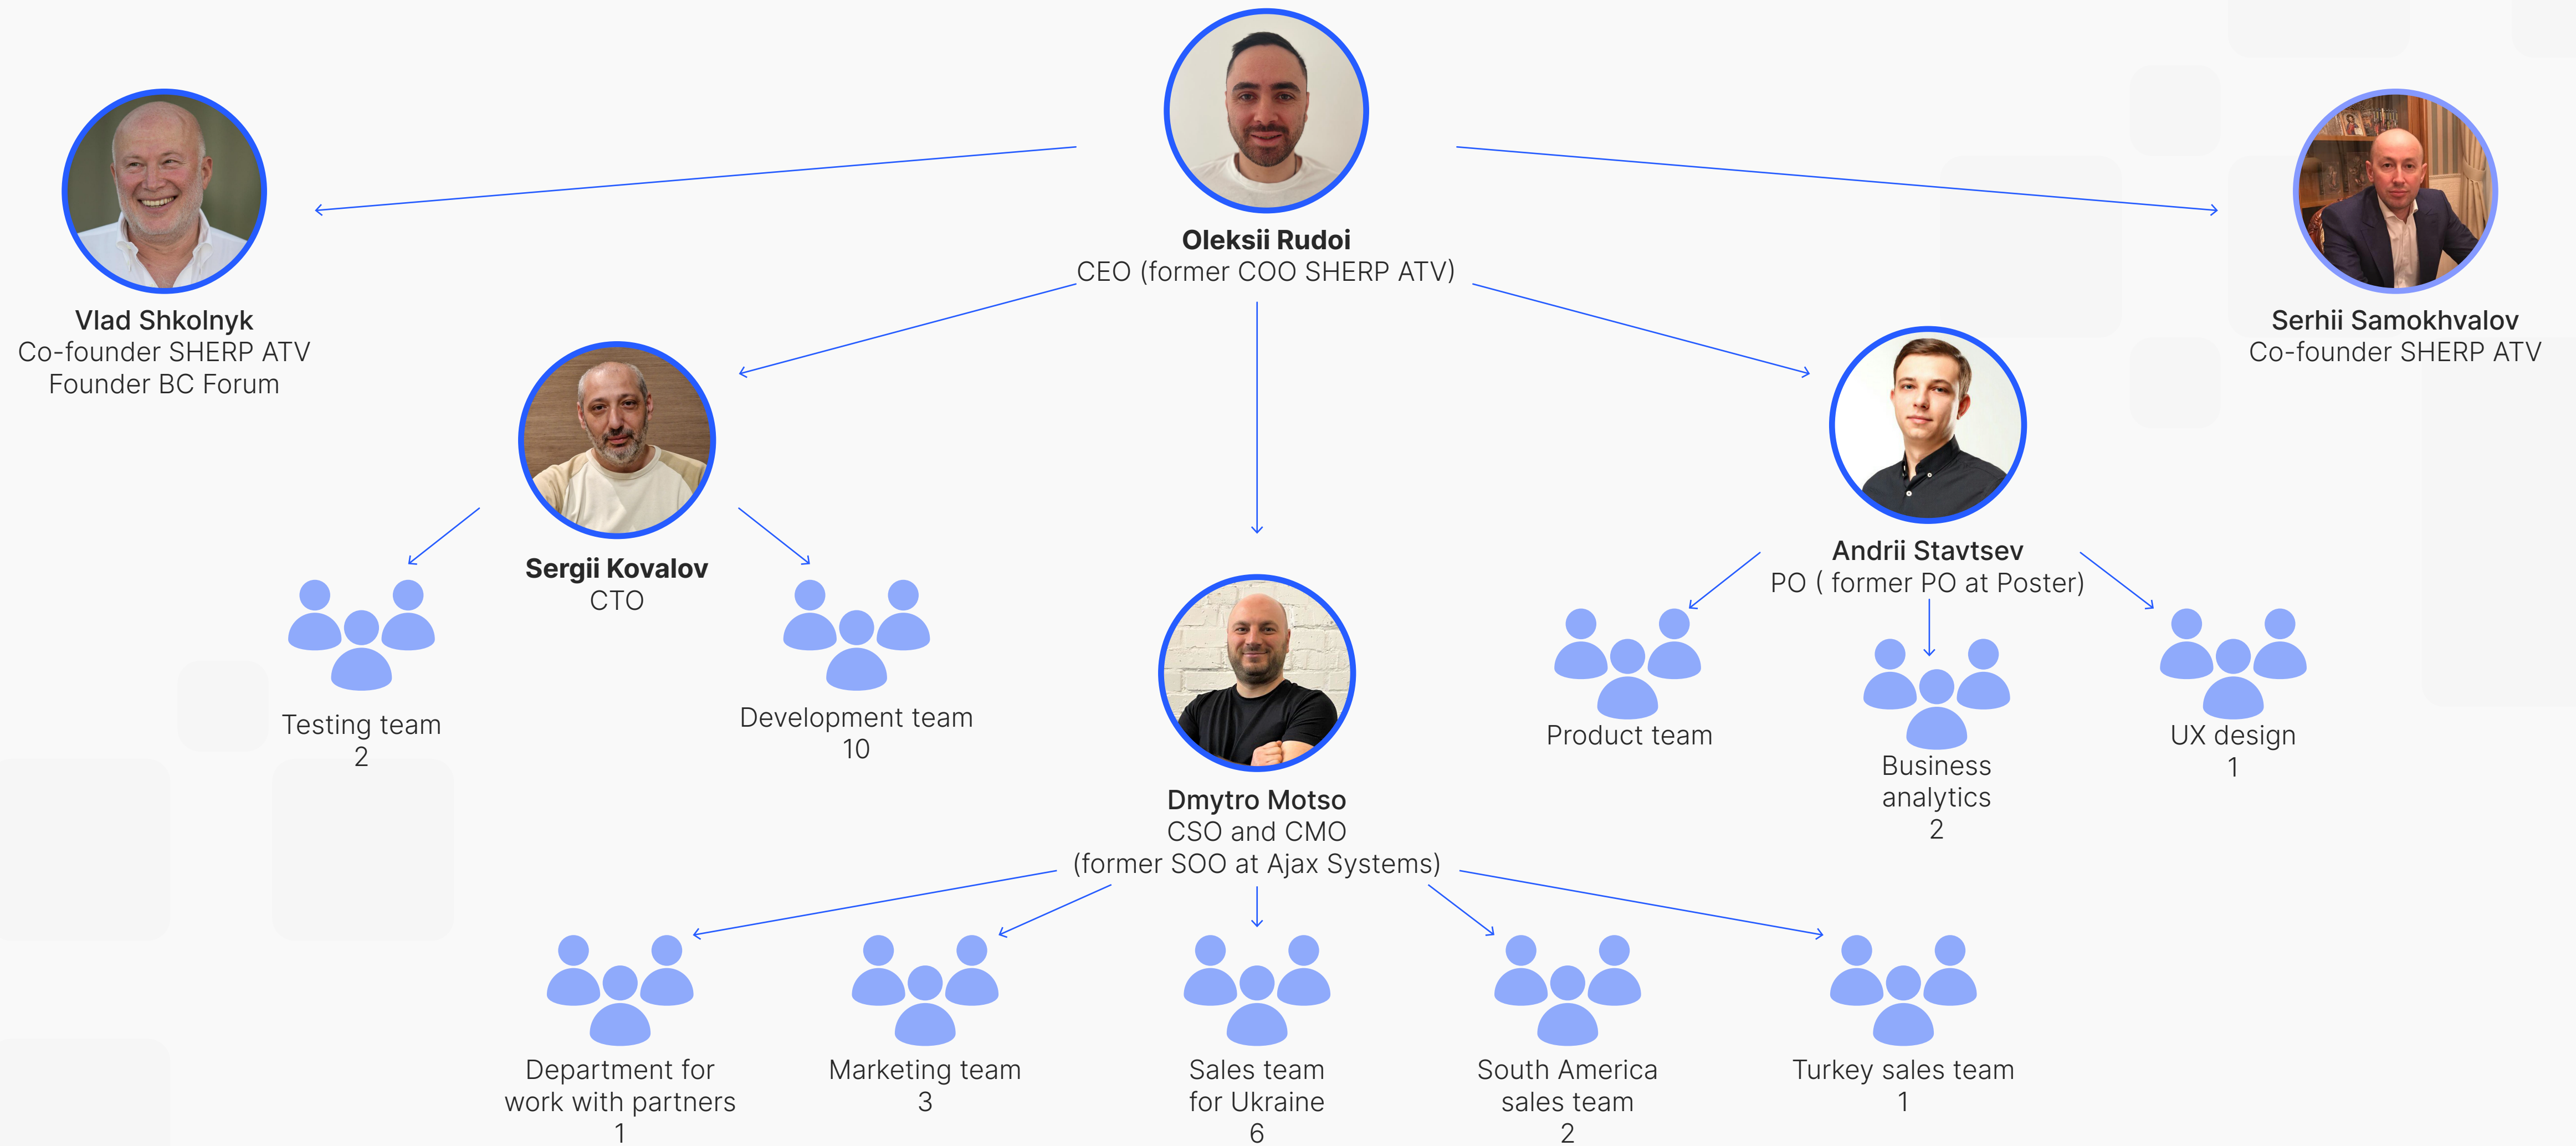 Oleksii Rudoi
CEO (former COO SHERP ATV)
Vlad Shkolnyk
Co-founder SHERP ATV
Founder BC Forum
Serhii Samokhvalov
Co-founder SHERP ATV
Sergii Kovalov
CTO
Andrii Stavtsev
PO ( former PO at Poster)
Testing team
2
Development team
10
Product team
Business
analytics
2
UX design
1
Dmytro Motso
CSO and CMO
(former SOO at Ajax Systems)
Department for
work with partners
1
Marketing team
3
Sales team
for Ukraine
6
South America
sales team
2
Turkey sales team
1